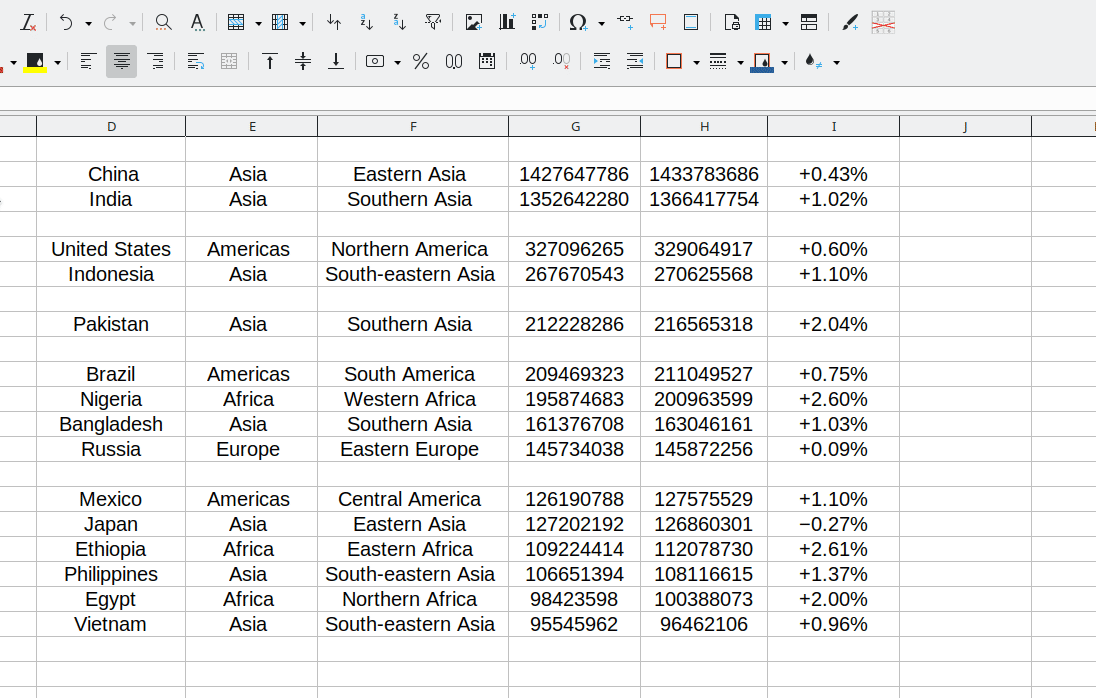 D E F G H I J
China Asia Eastern Asia 1427647786 1433783686 +0.43%
India Asia Southern Asia 1352642280 1366417754 +1.02%
United States Americas Northern America 327096265 329064917 +0.60%
Indonesia Asia South-eastern Asia 267670543 270625568 +1.10%
Pakistan Asia Southern Asia 212228286 216565318 +2.04%
Brazil Americas South America 209469323 211049527 +0.75%
Nigeria Africa Western Africa 195874683 200963599 +2.60%
Bangladesh Asia Southern Asia 161376708 163046161 +1.03%
Russia Europe Eastern Europe 145734038 145872256 +0.09%
Mexico Americas Central America 126190788 127575529 +1.10%
Japan Asia Eastern Asia 127202192 126860301 −0.27%
Ethiopia Africa Eastern Africa 109224414 112078730 +2.61%
Philippines Asia South-eastern Asia 106651394 108116615 +1.37%
Egypt Africa Northern Africa 98423598 100388073 +2.00%
Vietnam Asia South-eastern Asia 95545962 96462106 +0.96%